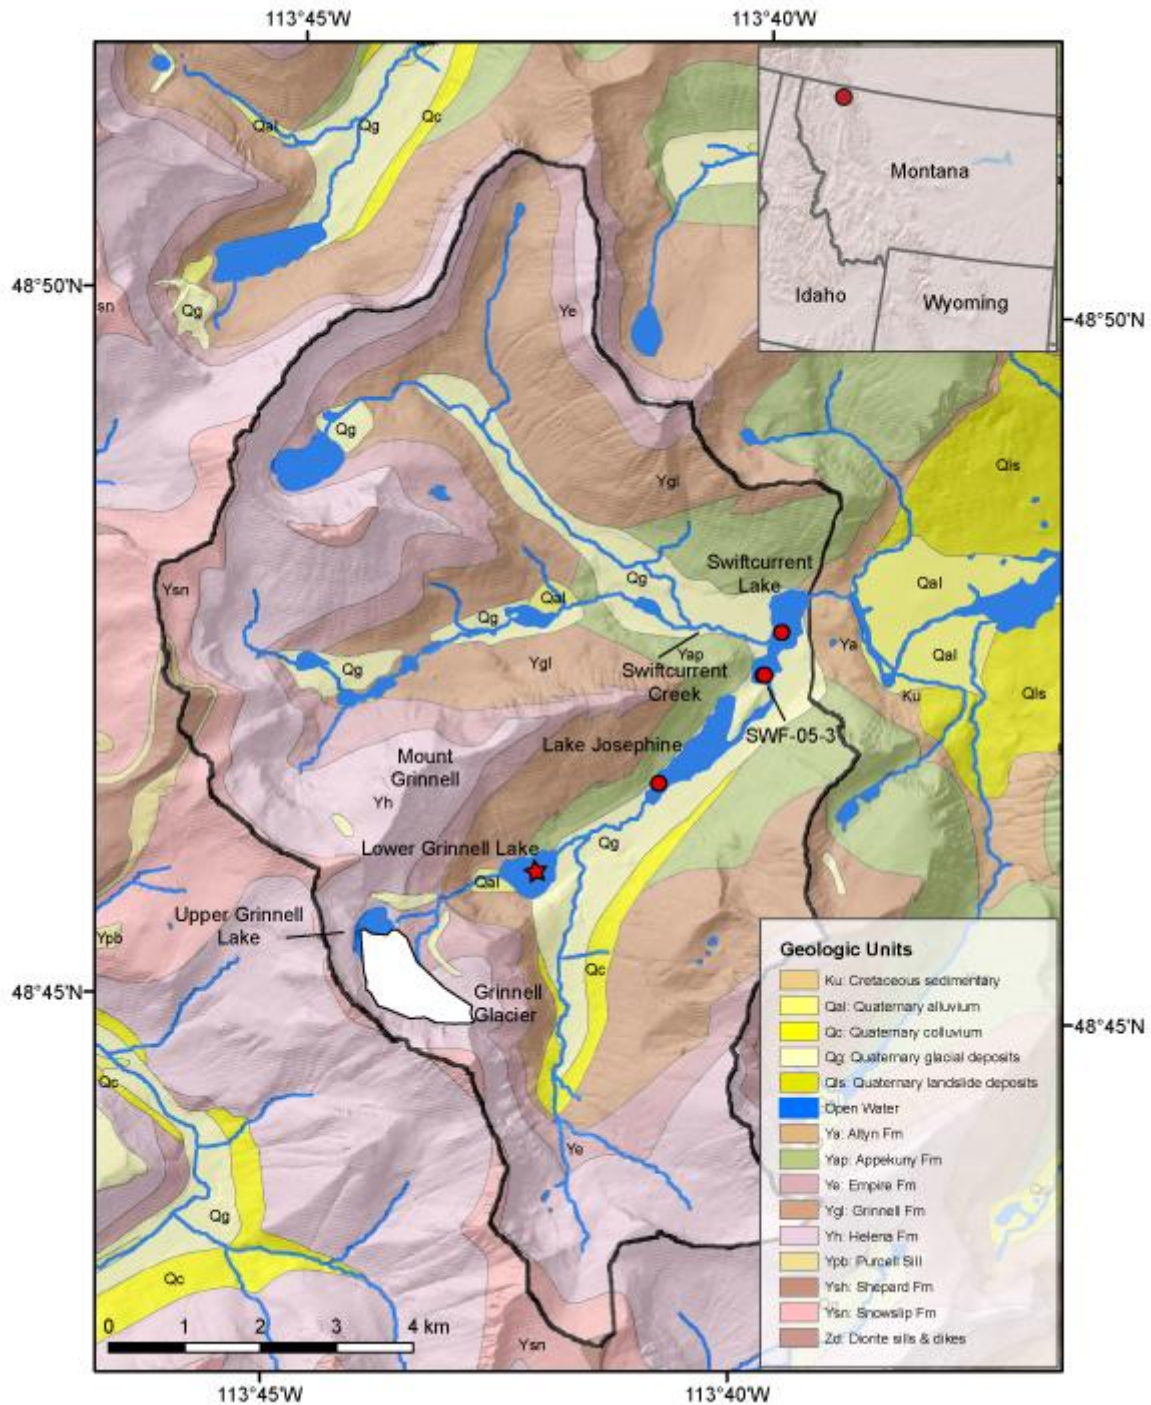 113°45'W
113°40'W
Qal
Qg
Qc
Montana
Idaho
Wyoming
48°50'N
48°50'N
sn
Qg
Ye
Qg
Ygl
Qls
Swiftcurrent
Lake
Qg
Qal
Ysn
Qal
Qg
Ya
Qal
Yap
Qg
Ygl
Swiftcurrent
Creek
Ku
Qls
SWF-05-3
Lake Josephine
Mount
Grinnell
Yh
Qg
Lower Grinnell Lake
Qal
Upper Grinnell
Lake
Ypb
Qc
Grinnell
Glacier
48°45'N
48°45'N
Qc
Ye
Qg
Qc
Ysn
0 1 2 3 4 km
Geologic Units
Ku: Cretaceous sedimentary
Qal: Quaternary alluvium
Qc: Quaternary colluvium
Qg: Quaternary glacial deposits
Qls: Quaternary landslide deposits
Open Water
Ya: Altyn Fm
Yap: Appekuny Fm
Ye: Empire Fm
Ygl: Grinnell Fm
Yh: Helena Fm
Ypb: Purcell Sill
Ysh: Shepard Fm
Ysn: Snowslip Fm
Zd: Diorite sills & dikes
113°45'W
113°40'W